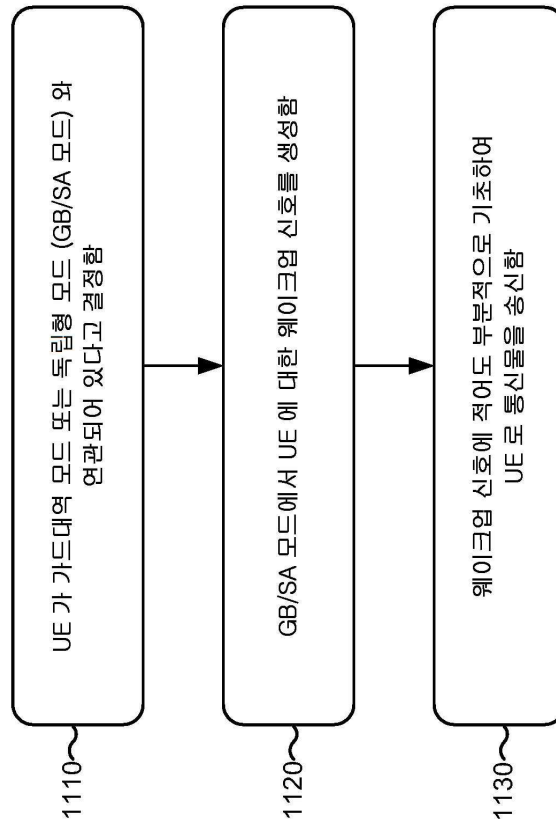 UE 가 가드대역 모드 또는 독립형 모드 (GB/SA 모드) 와
연관되어 있다고 결정함
1110
GB/SA 모드에서 UE 에 대한 웨이크업 신호를 생성함
1120
웨이크업 신호에 적어도 부분적으로 기초하여
UE 로 통신물을 송신함
1130